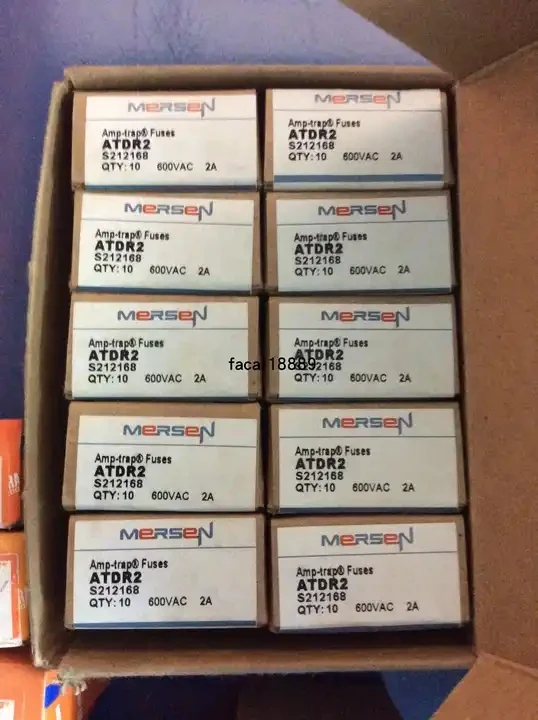 MERSEN
Amp-trap® Fuses
ATDR2
S212168
QTY: 10 600VAC 2A
MERSEN
Amp-trap® Fuses
ATDR2
S212168
QTY: 10 600VAC 2A
MERSEN
Amp-trap® Fuses
ATDR2
S212168
QTY: 10 600VAC 2A
MERSEN
Amp-trap® Fuses
ATDR2
S212168
QTY: 10 600VAC 2A
MERSEN
Amp-trap® Fuses
ATDR2
S212168
QTY: 10 600VAC 2A
MERSEN
Amp-trap® Fuses
ATDR2
S212168
QTY: 10 600VAC 2A
facai18889
MERSEN
Amp-trap® Fuses
ATDR2
S212168
QTY: 10 600VAC 2A
MERSEN
Amp-trap® Fuses
ATDR2
S212168
QTY: 10 600VAC 2A
MERSEN
Amp-trap® Fuses
ATDR2
S212168
QTY: 10 600VAC 2A
MERSEN
Amp-trap® Fuses
ATDR2
S212168
QTY: 10 600VAC 2A